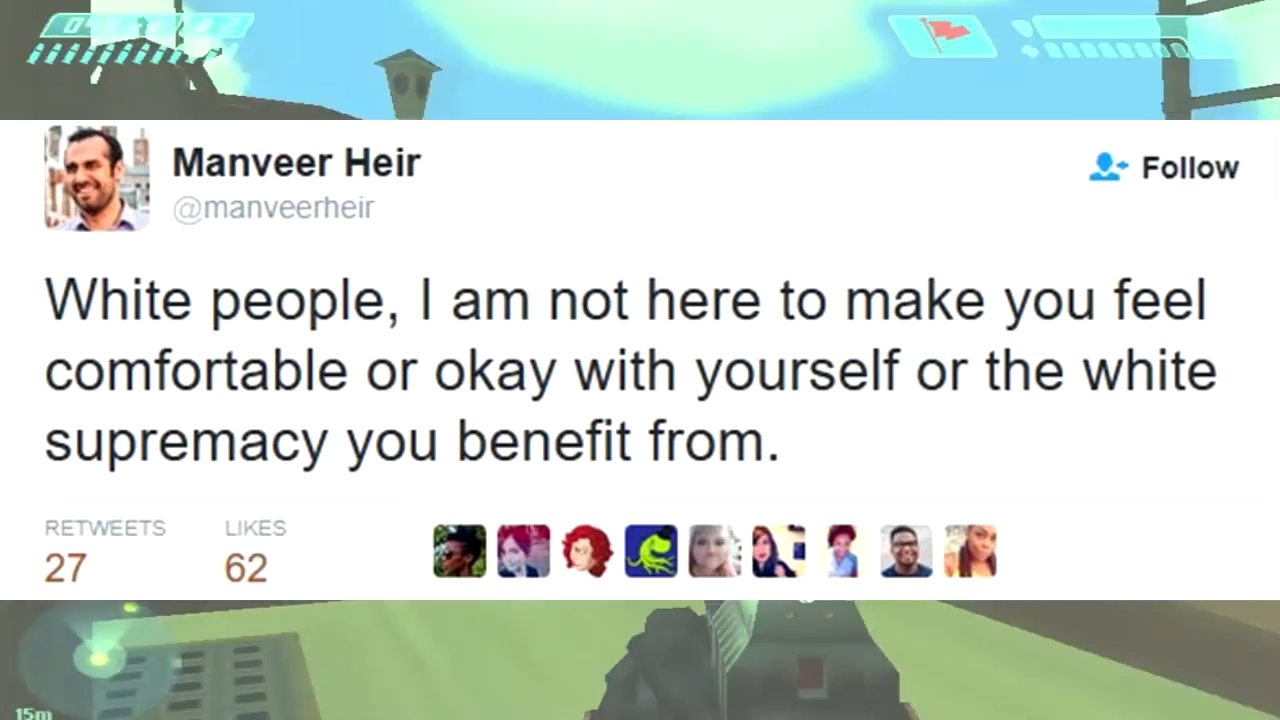 Manveer Heir
@manveerheir
Follow
White people, I am not here to make you feel
comfortable or okay with yourself or the white
supremacy you benefit from.
RETWEETS LIKES
27 62
15m